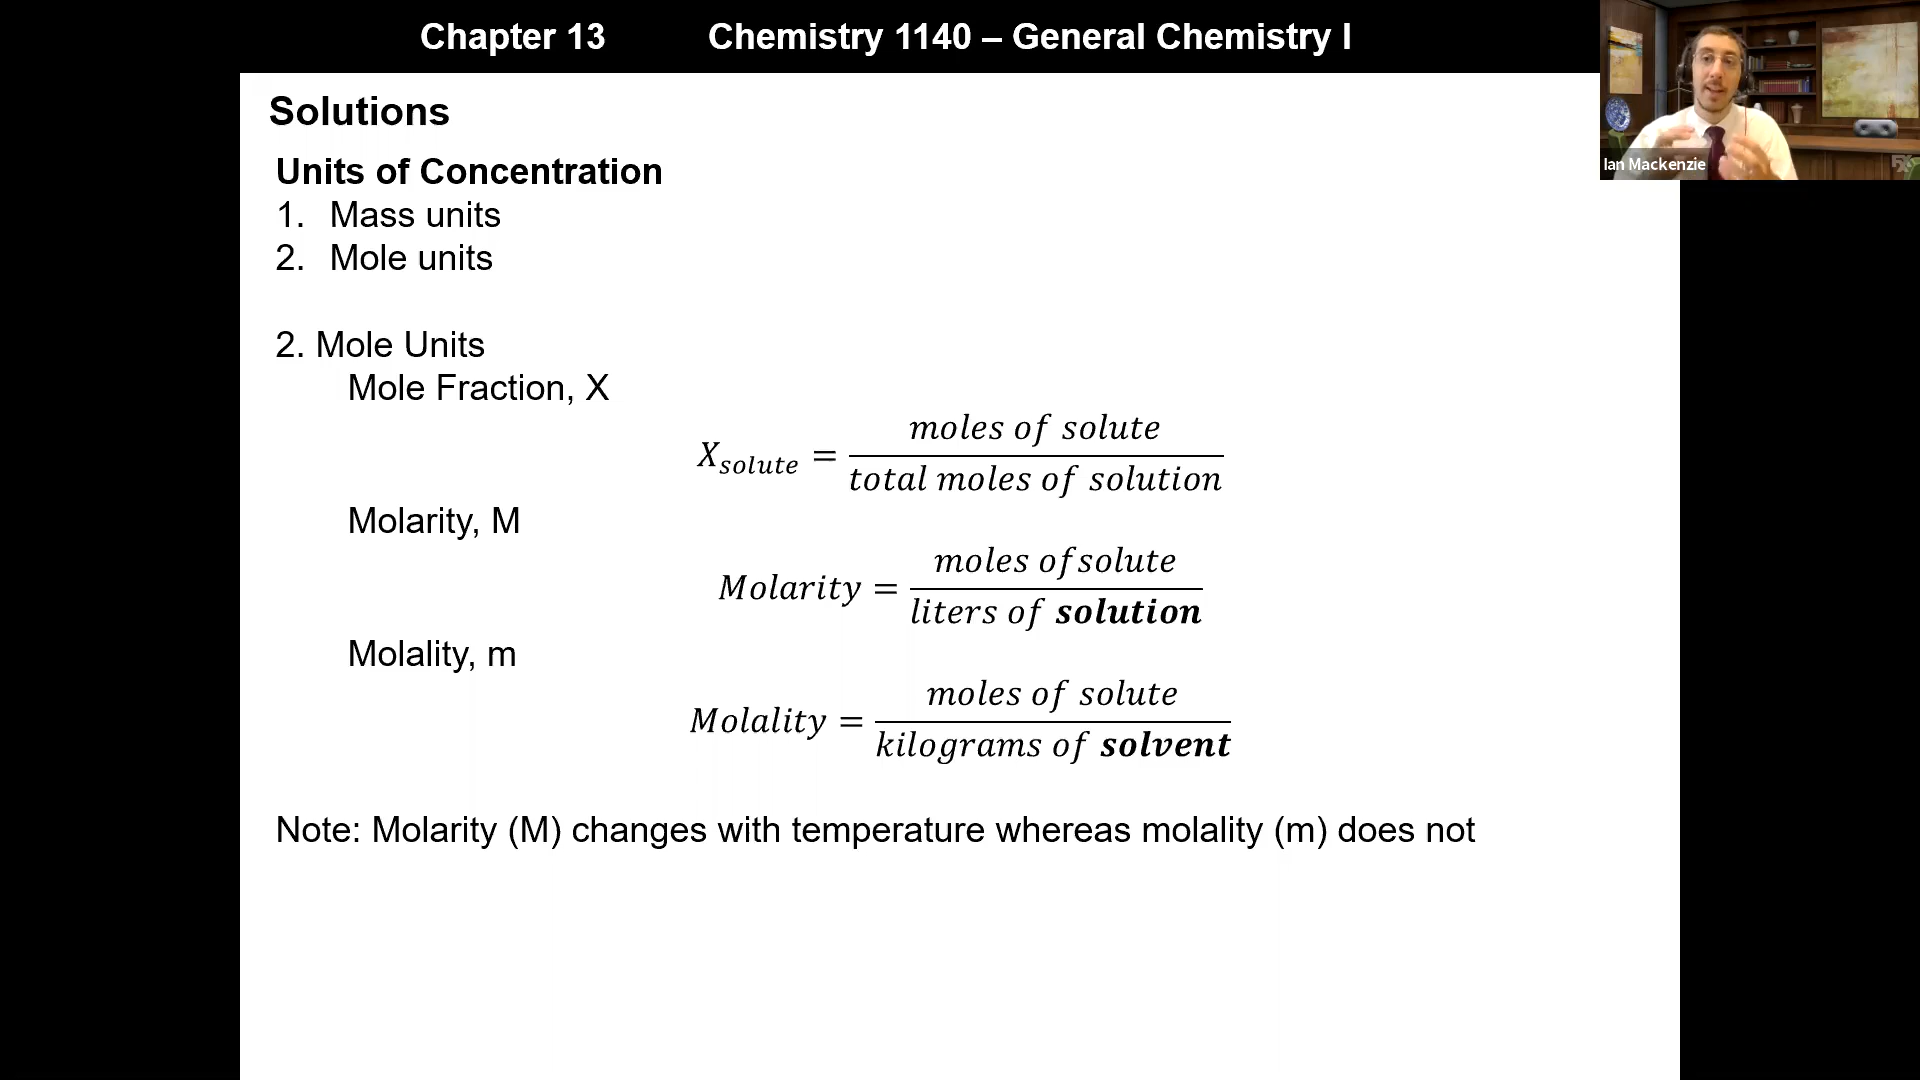 Chapter 13 Chemistry 1140 – General Chemistry I
Solutions
Units of Concentration
1. Mass units
2. Mole units
2. Mole Units
Mole Fraction, X
X_solute = moles of solute / total moles of solution
Molarity, M
Molarity = moles ofsolute / liters of solution
Molality, m
Molality = moles of solute / kilograms of solvent
Note: Molarity (M) changes with temperature whereas molality (m) does not
Ian Mackenzie